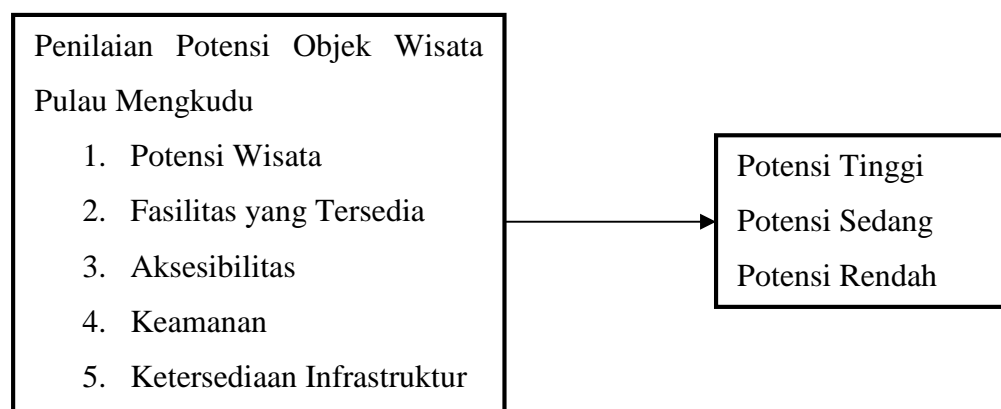 Penilaian Potensi Objek Wisata
Pulau Mengkudu
1. Potensi Wisata
2. Fasilitas yang Tersedia
3. Aksesibilitas
4. Keamanan
5. Ketersediaan Infrastruktur
Potensi Tinggi
Potensi Sedang
Potensi Rendah